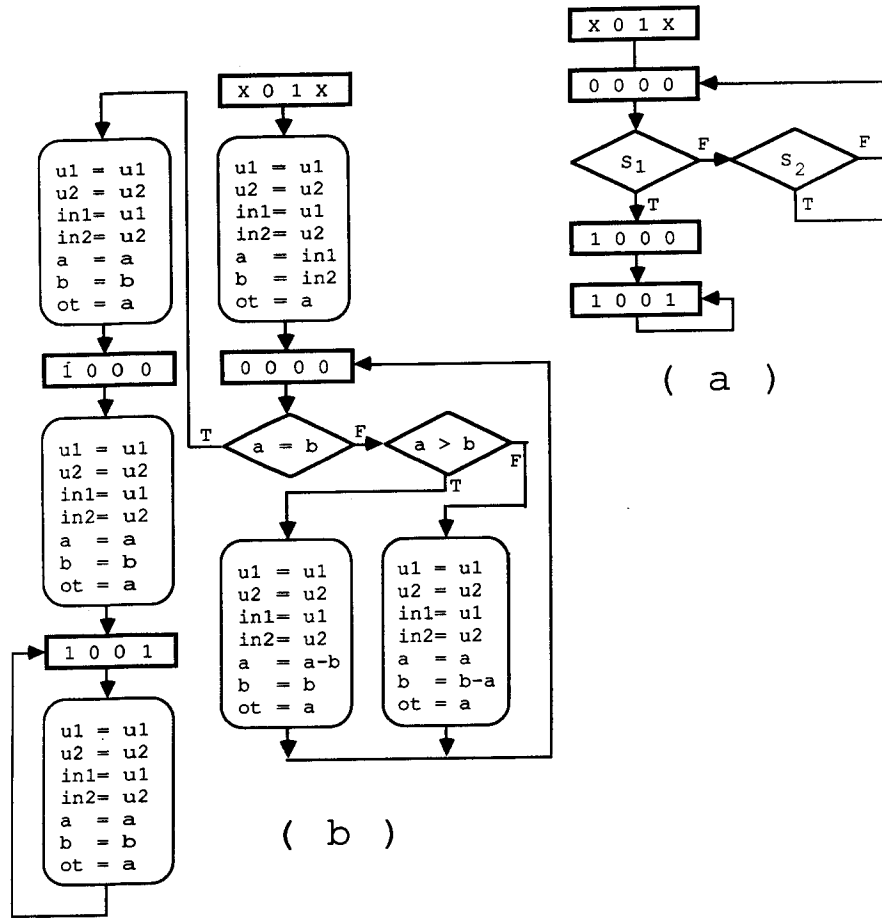 X 0 1 X
u1 = u1
u2 = u2
in1= u1
in2= u2
a = a
b = b
ot = a
1 0 0 0
u1 = u1
u2 = u2
in1= u1
in2= u2
a = a
b = b
ot = a
1 0 0 1
u1 = u1
u2 = u2
in1= u1
in2= u2
a = a
b = b
ot = a
u1 = u1
u2 = u2
in1= u1
in2= u2
a = in1
b = in2
ot = a
0 0 0 0
T
a = b
F
a > b
F
T
u1 = u1
u2 = u2
in1= u1
in2= u2
a = a-b
b = b
ot = a
u1 = u1
u2 = u2
in1= u1
in2= u2
a = a
b = b-a
ot = a
( b )
X 0 1 X
0 0 0 0
S1
F
S2
F
T
T
1 0 0 0
1 0 0 1
( a )